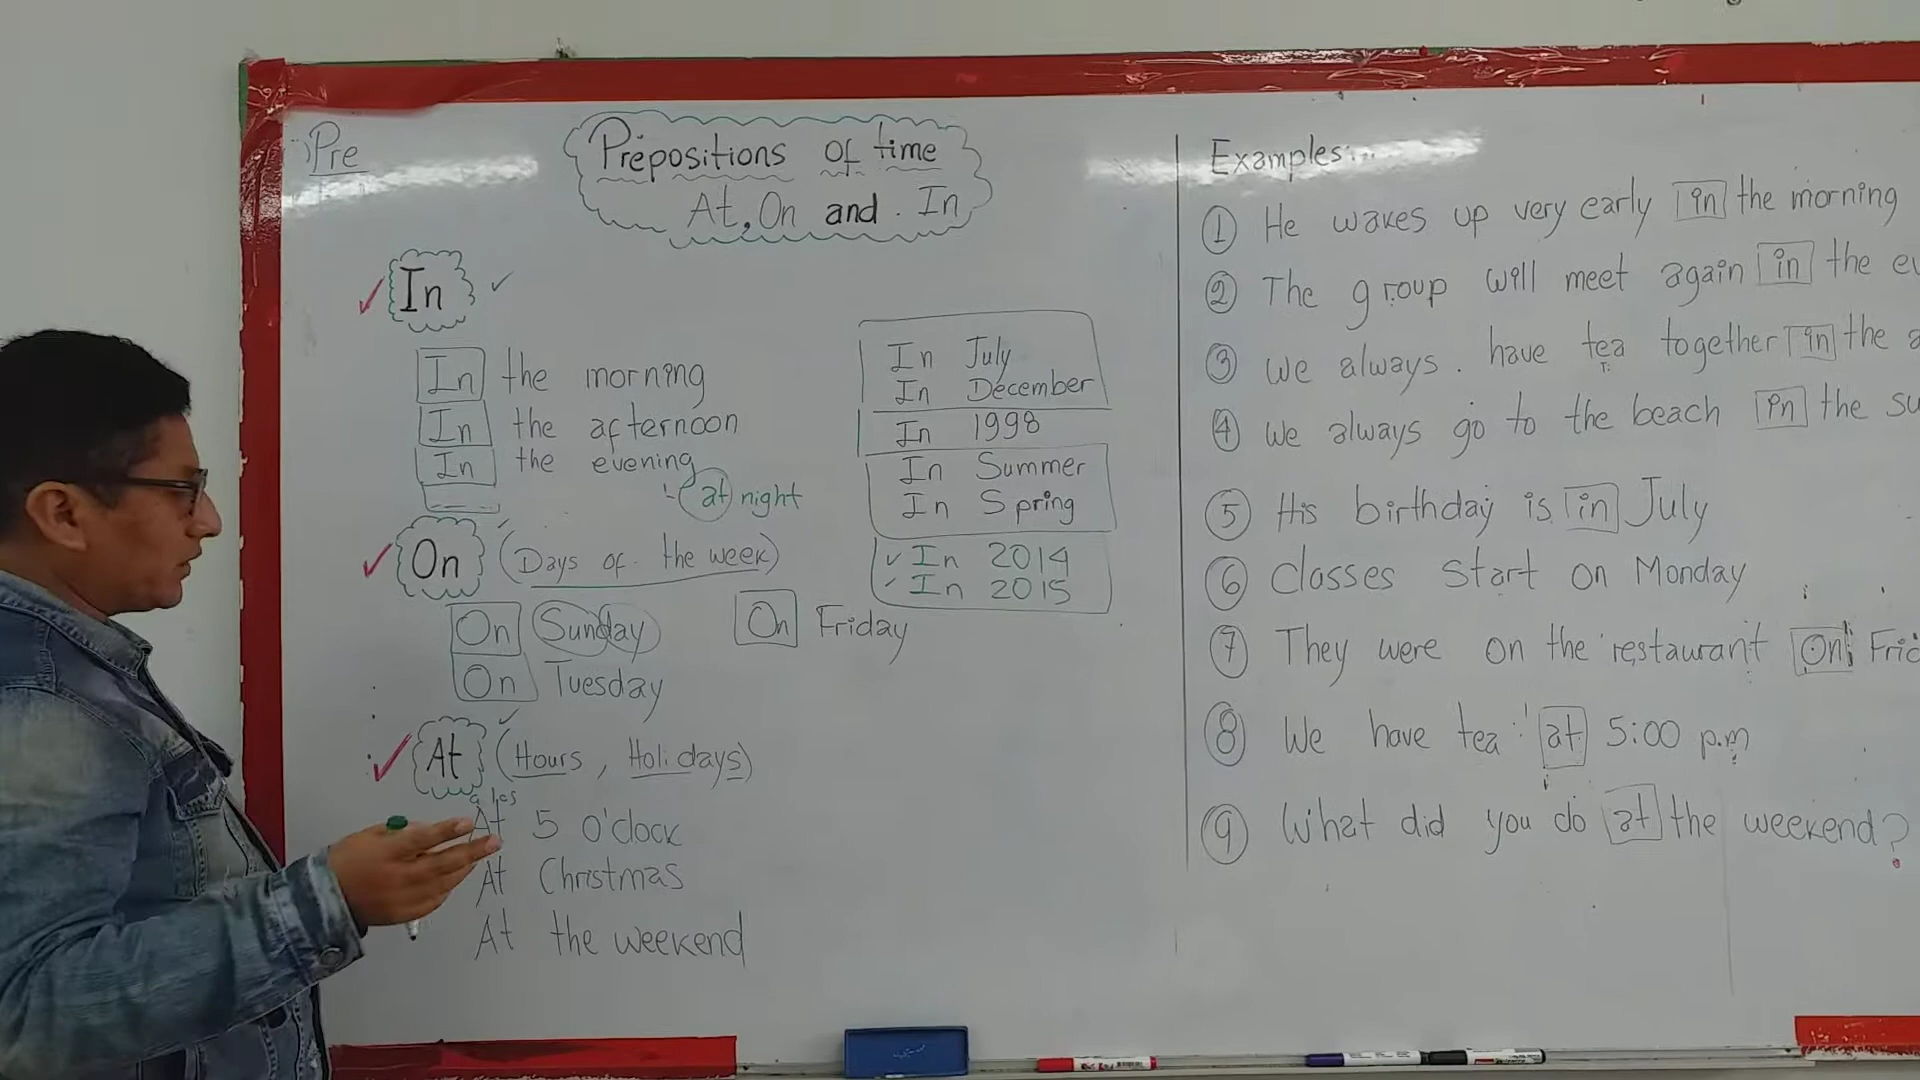 Pre
Prepositions of time
At, On and. In
In
In the morning
In the afternoon
In the evening
at night
In July
In December
In 1998
In Summer
In Spring
In 2014
In 2015
On (Days of the week)
On Sunday
On Friday
On Tuesday
At (Hours, Holidays)
a las
At 5 O'clock
At Christmas
At the weekend
Examples:...
① He wakes up very early in the morning
② The group will meet again in the ev
③ We always. have tea together in the a
④ We always go to the beach in the su
⑤ His birthday is in July
⑥ Classes start on Monday
⑦ They were on the restaurant On Frid
⑧ We have tea at 5:00 p.m
⑨ What did you do at the weekend?